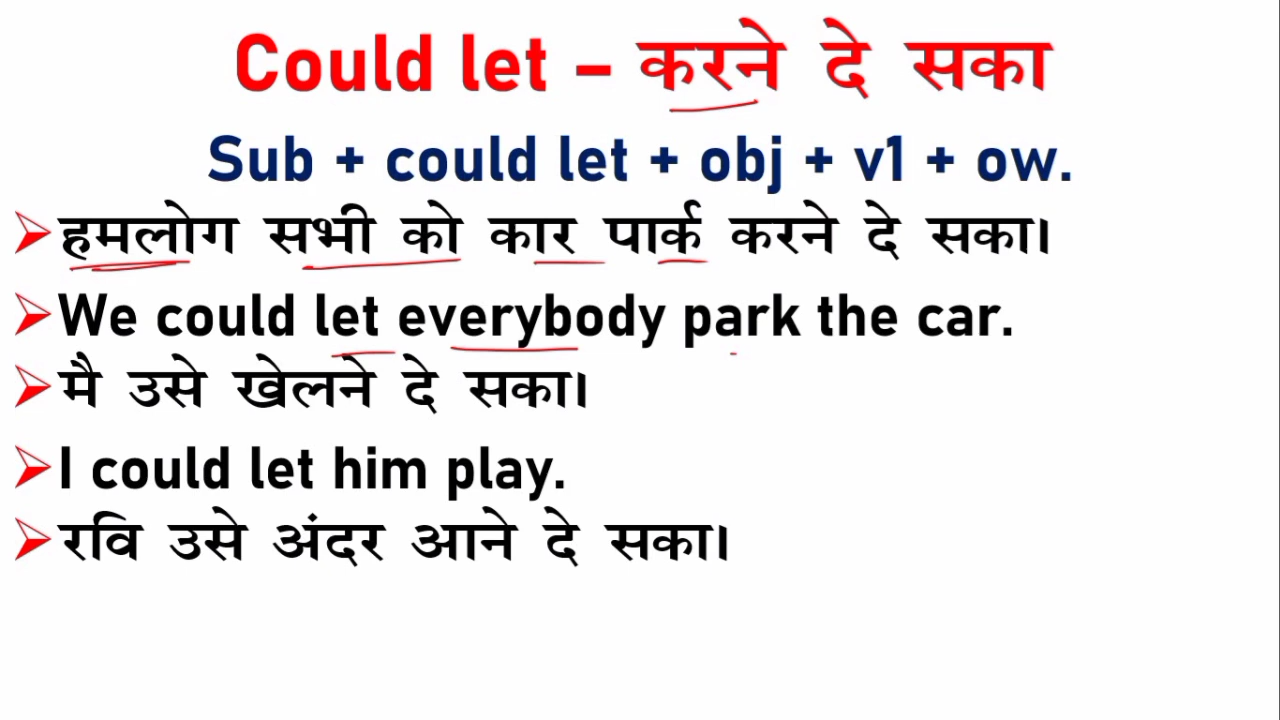 Could let – करने दे सका
Sub + could let + obj + v1 + ow.
हमलोग सभी को कार पार्क करने दे सका।
We could let everybody park the car.
मै उसे खेलने दे सका।
I could let him play.
रवि उसे अंदर आने दे सका।